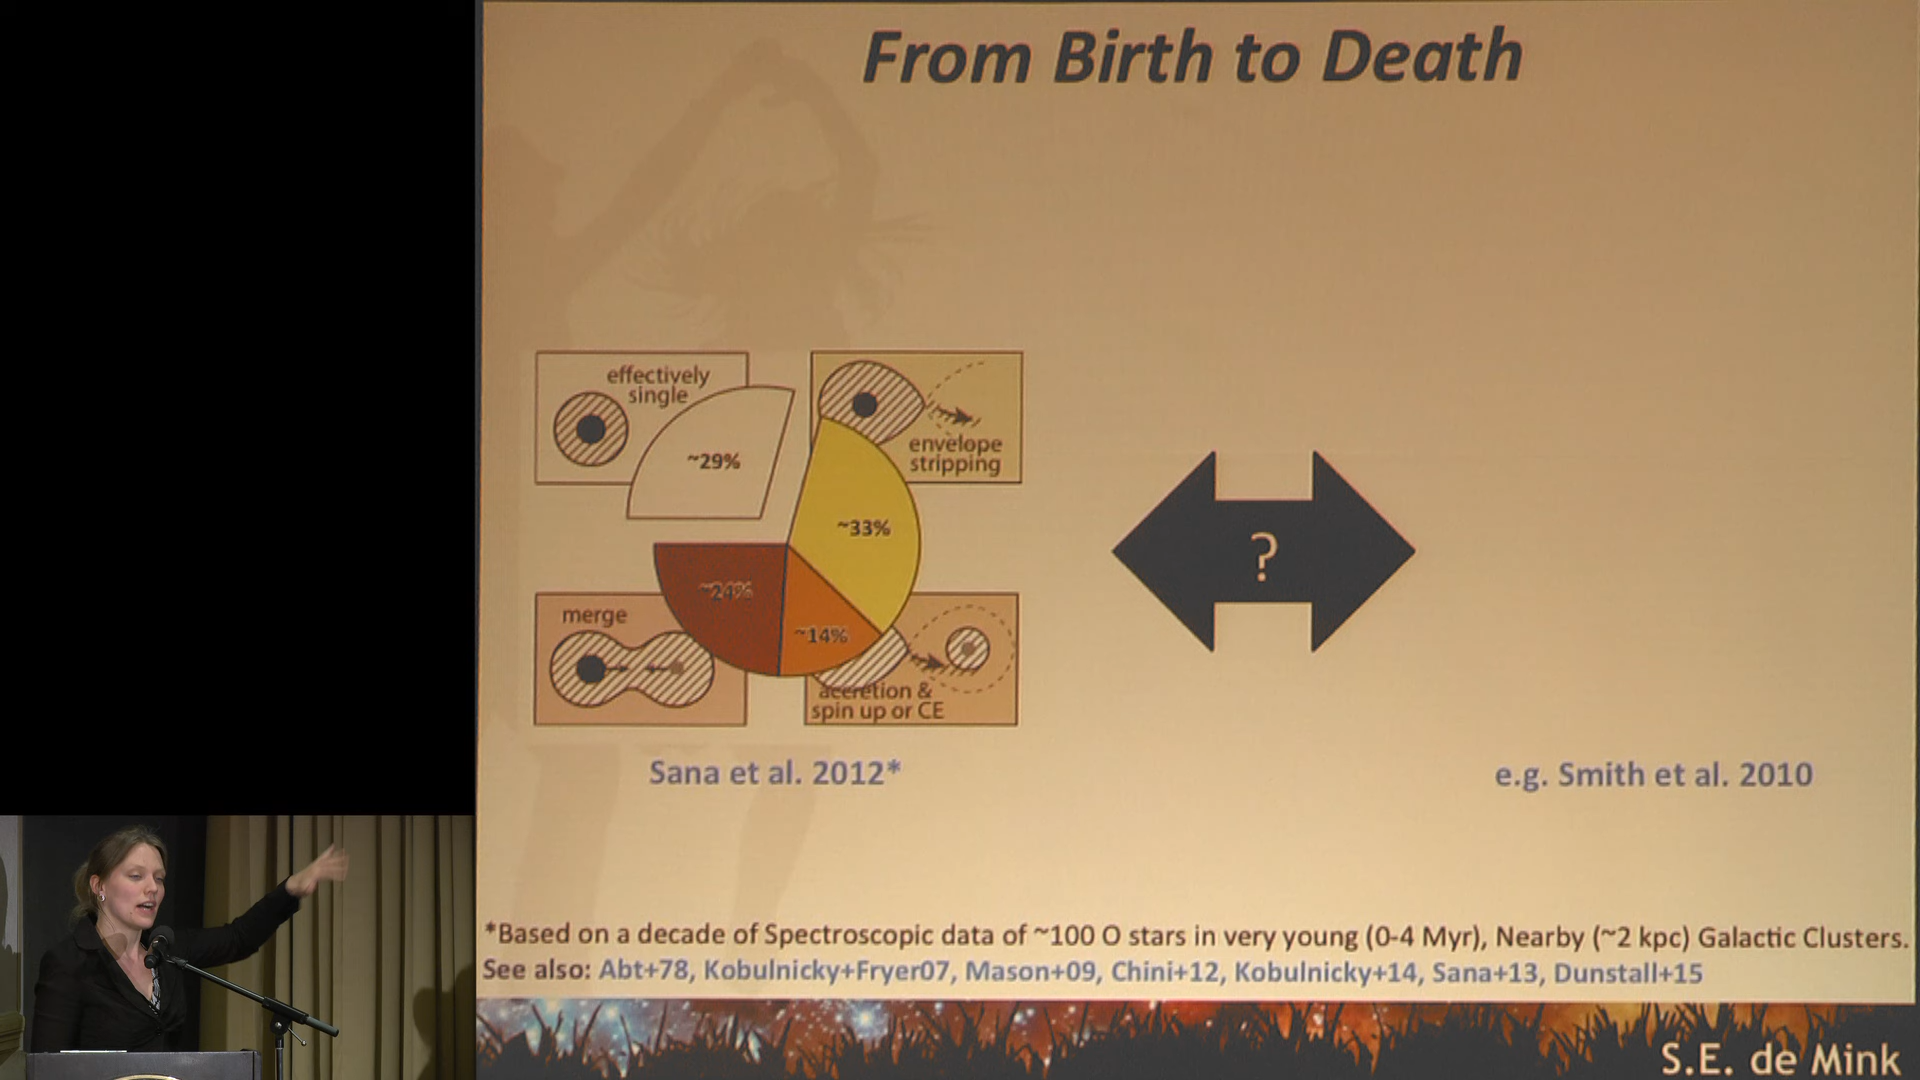 From Birth to Death
effectively
single
~29%
envelope
stripping
~33%
~24%
~14%
merge
accretion &
spin up or CE
?
Sana et al. 2012*
e.g. Smith et al. 2010
*Based on a decade of Spectroscopic data of ~100 O stars in very young (0-4 Myr), Nearby (~2 kpc) Galactic Clusters.
See also: Abt+78, Kobulnicky+Fryer07, Mason+09, Chini+12, Kobulnicky+14, Sana+13, Dunstall+15
S.E. de Mink